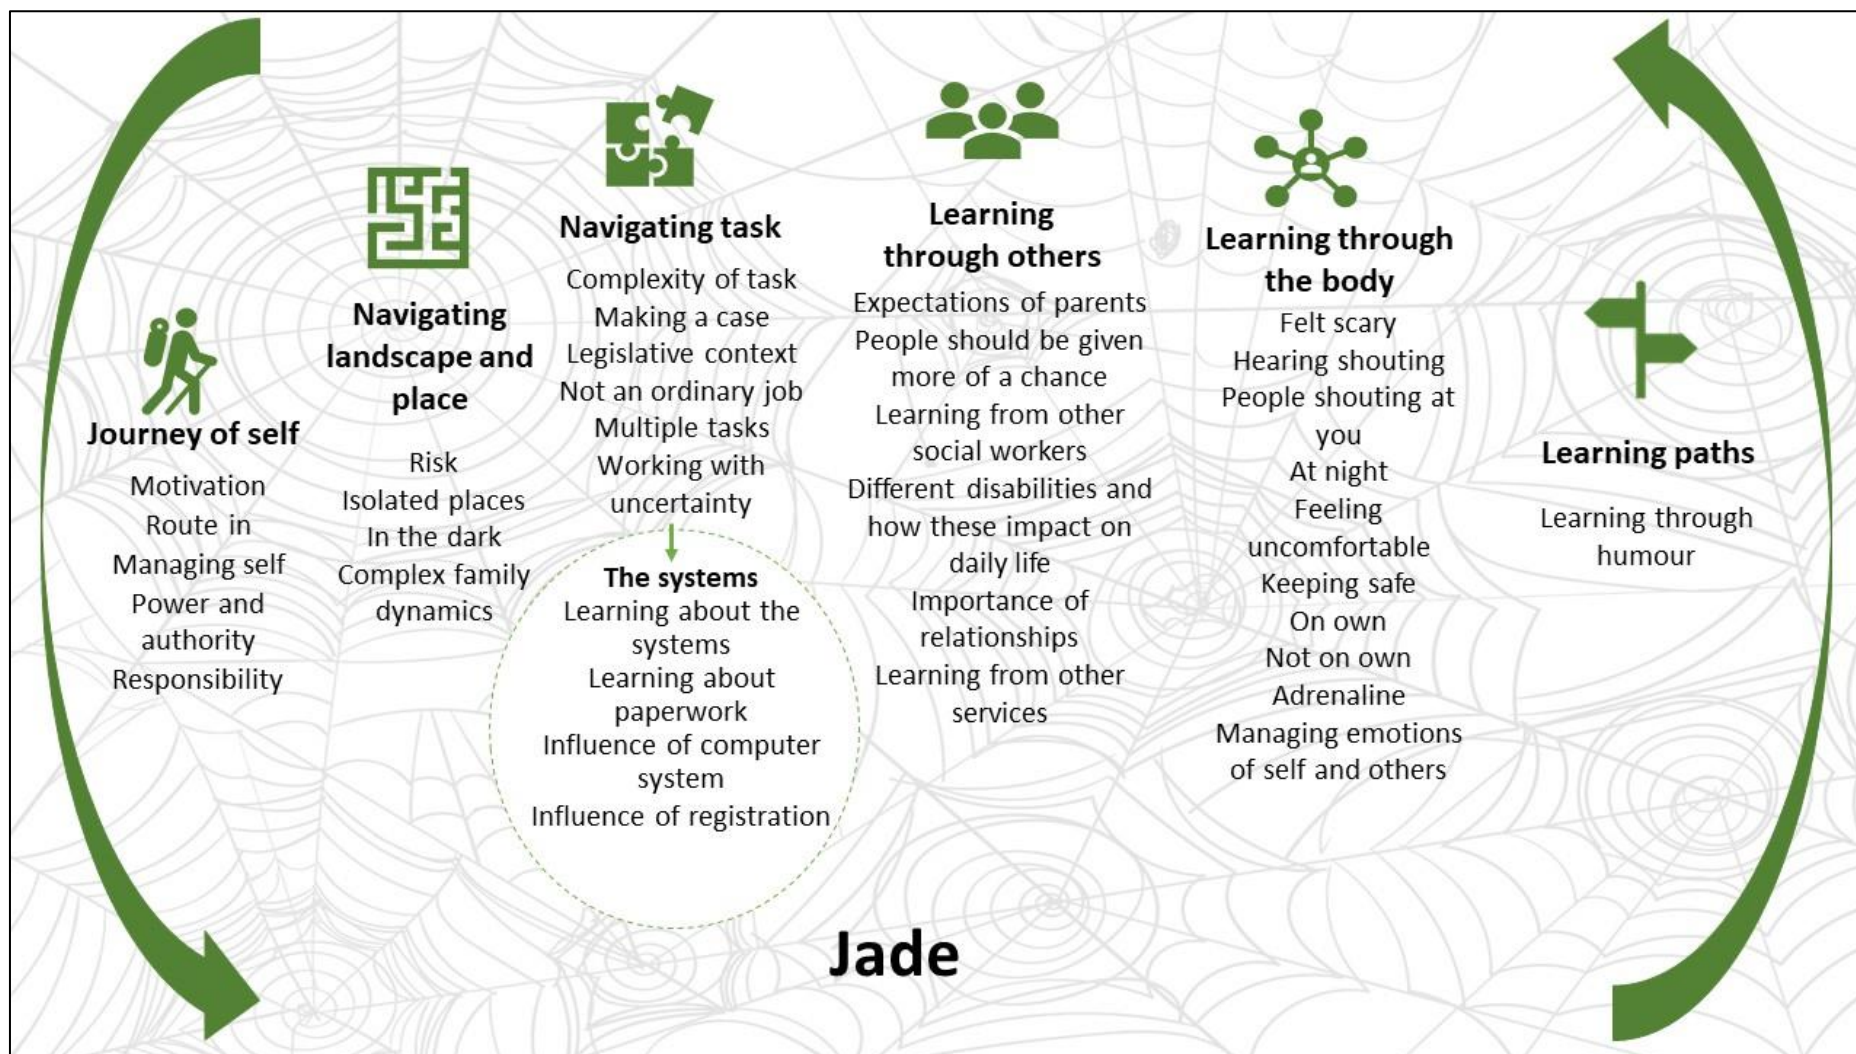 Journey of self
Motivation
Route in
Managing self
Power and
authority
Responsibility
Navigating
landscape and
place
Risk
Isolated places
In the dark
Complex family
dynamics
Navigating task
Complexity of task
Making a case
Legislative context
Not an ordinary job
Multiple tasks
Working with
uncertainty
The systems
Learning about the
systems
Learning about
paperwork
Influence of computer
system
Influence of registration
Learning
through others
Expectations of parents
People should be given
more of a chance
Learning from other
social workers
Different disabilities and
how these impact on
daily life
Importance of
relationships
Learning from other
services
Learning through
the body
Felt scary
Hearing shouting
People shouting at
you
At night
Feeling
uncomfortable
Keeping safe
On own
Not on own
Adrenaline
Managing emotions
of self and others
Learning paths
Learning through
humour
Jade